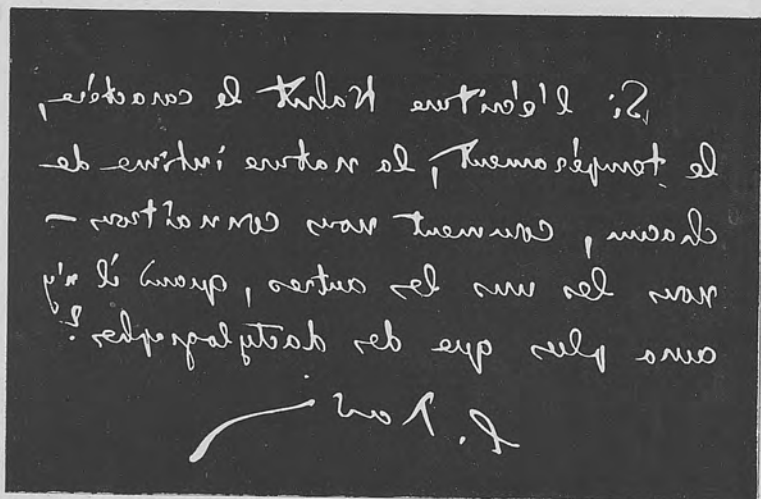 Si l'écriture trahit le caractère,
le tempérament, la nature intime de
chacun, comment nous connaîtrons-
nous les uns les autres, quand il n'y
aura plus que des dactylographes ?